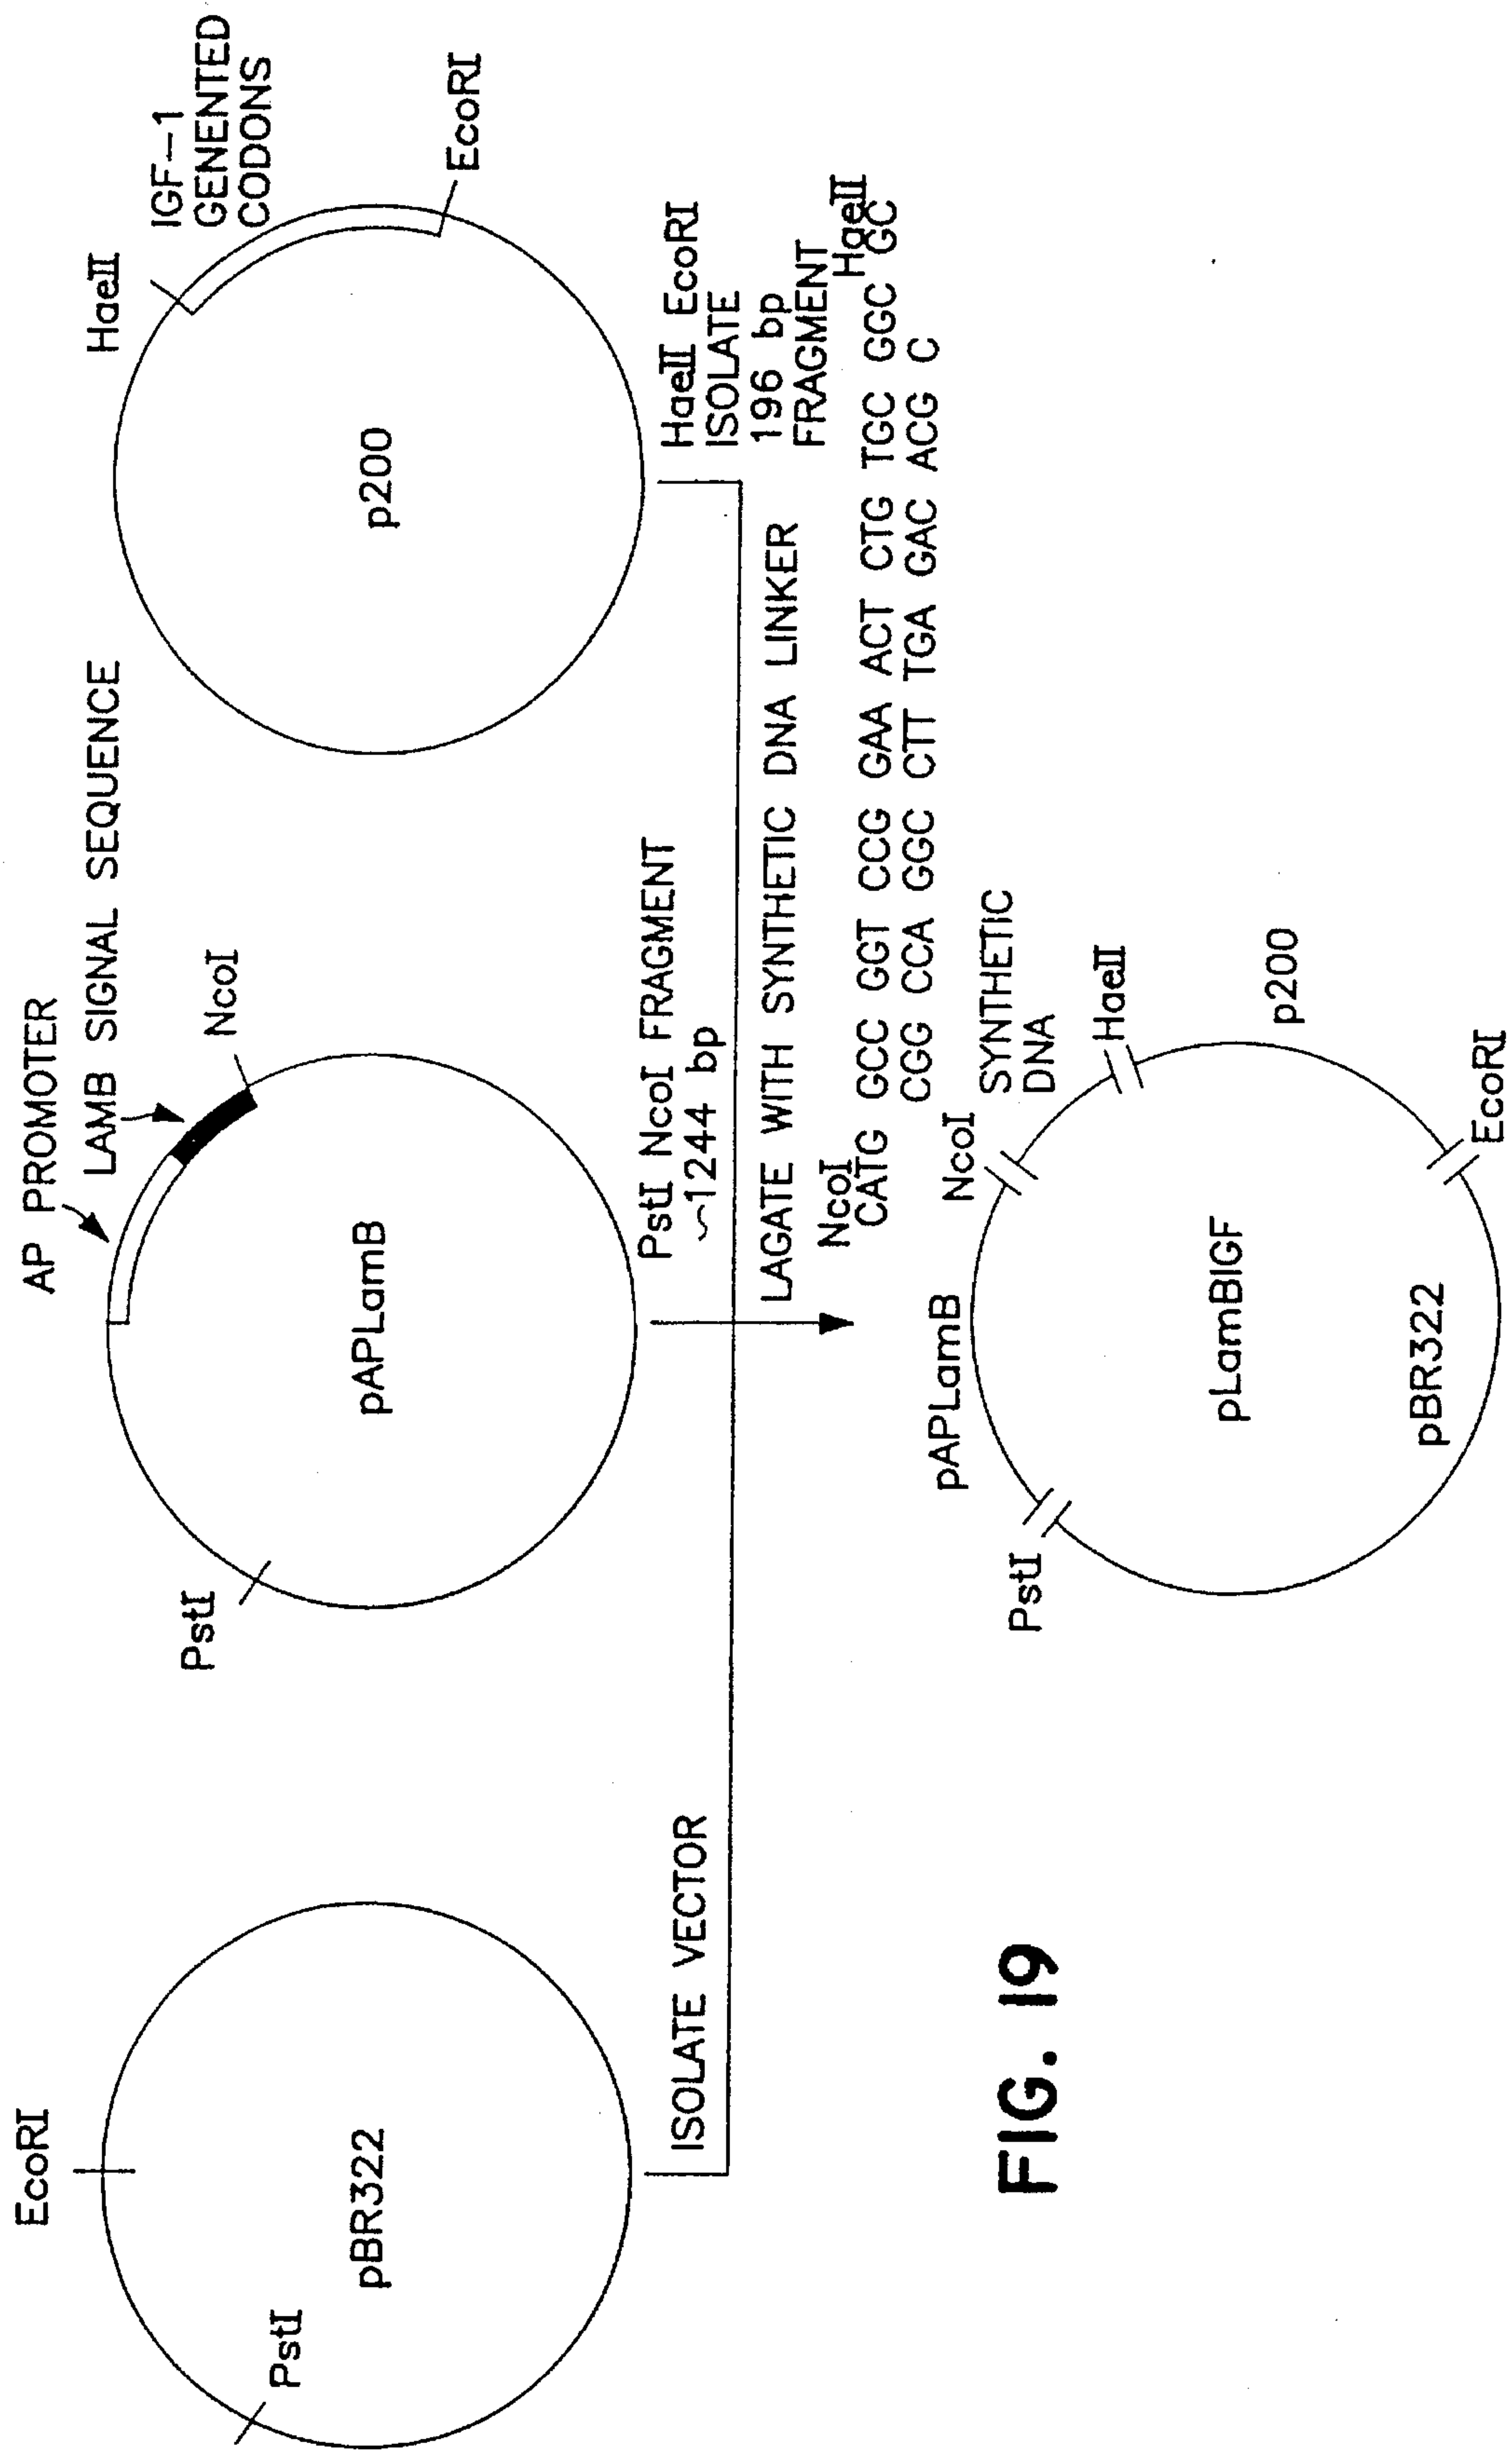 EcoRI
PstI
pBR322
ISOLATE VECTOR
AP PROMOTER
LAMB SIGNAL SEQUENCE
NcoI
PstI
pAPLamB
PstI NcoI FRAGMENT
~1244 bp
HaeII
IGF-1
GENENTED
CODONS
EcoRI
p200
HaeII EcoRI
ISOLATE
196 bp
FRAGMENT
LAGATE WITH SYNTHETIC DNA LINKER
NcoI HaeII
CATG GCC GGT CCG GAA ACT CTG TGC GGC GC
CGG CCA GGC CTT TGA GAC ACG C
pAPLamB
NcoI
SYNTHETIC
DNA
HaeII
PstI
pLamBIGF
p200
pBR322
EcoRI
FIG. 19